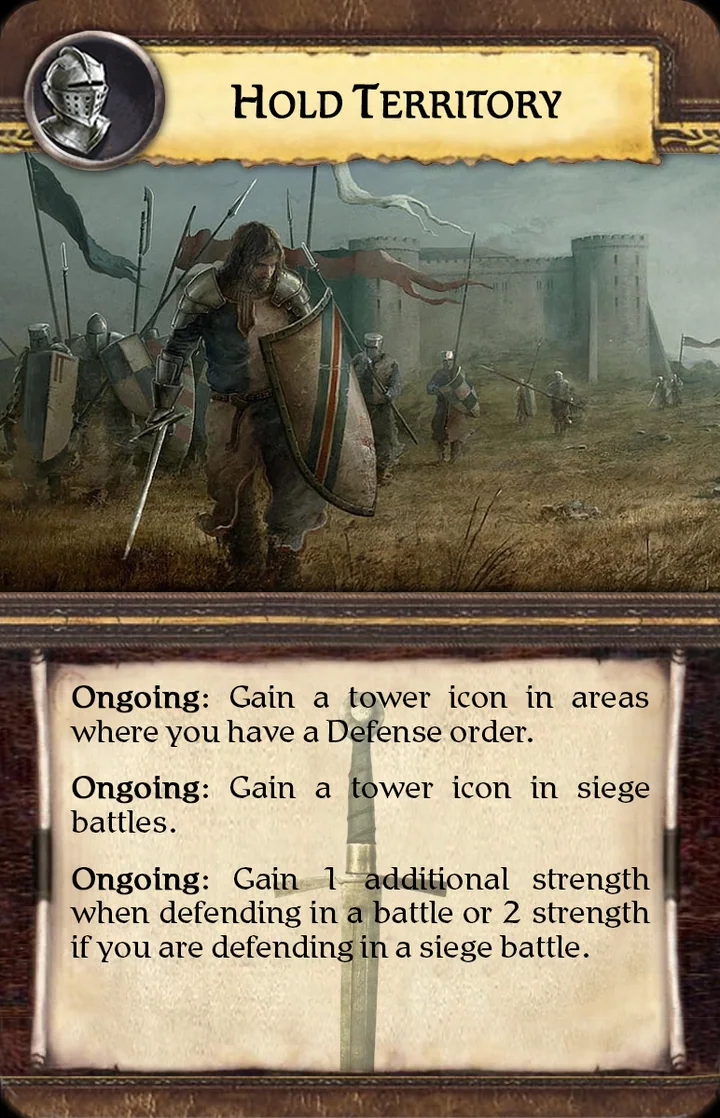 Hold Territory
Ongoing: Gain a tower icon in areas
where you have a Defense order.
Ongoing: Gain a tower icon in siege
battles.
Ongoing: Gain 1 additional strength
when defending in a battle or 2 strength
if you are defending in a siege battle.